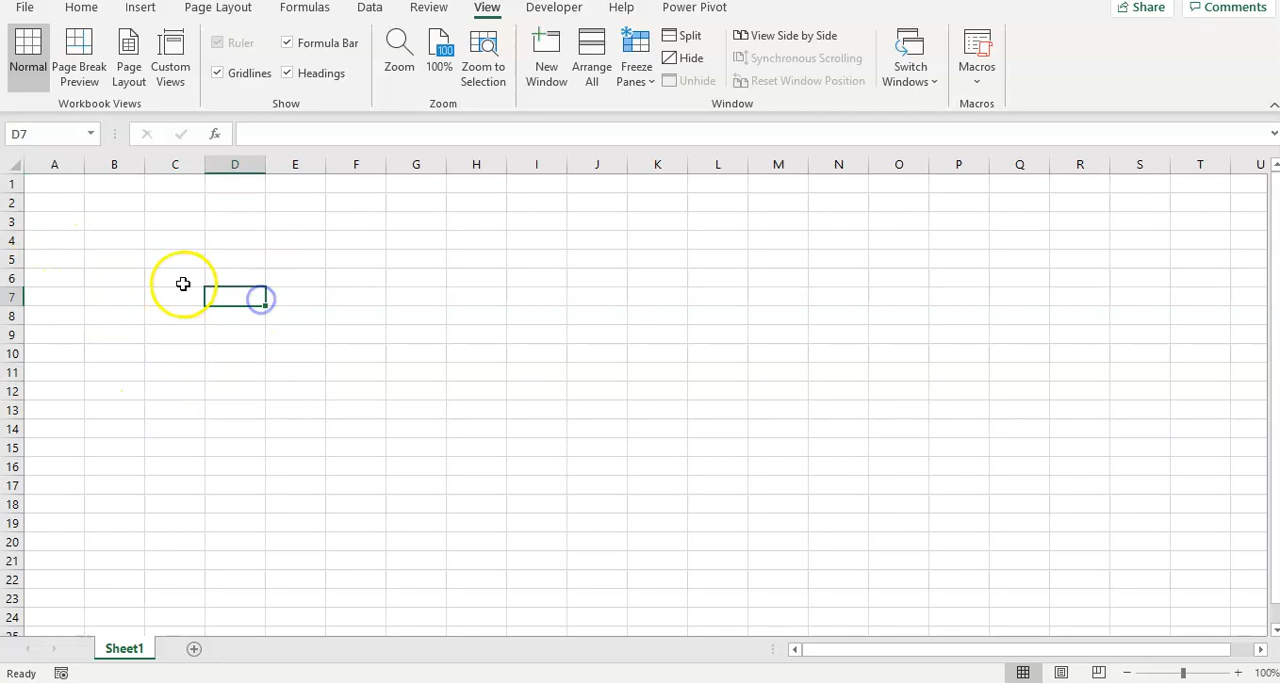 File Home Insert Page Layout Formulas Data Review View Developer Help Power Pivot Share Comments
Normal
Page Break Preview
Page Layout
Custom Views
Workbook Views
Ruler
Formula Bar
Gridlines
Headings
Show
Zoom
100
100%
Zoom to Selection
Zoom
New Window
Arrange All
Freeze Panes
Split
Hide
Unhide
View Side by Side
Synchronous Scrolling
Reset Window Position
Switch Windows
Window
Macros
Macros
D7
fx
A B C D E F G H I J K L M N O P Q R S T U
1
2
3
4
5
6
7
8
9
10
11
12
13
14
15
16
17
18
19
20
21
22
23
24
25
Sheet1
Ready
100%